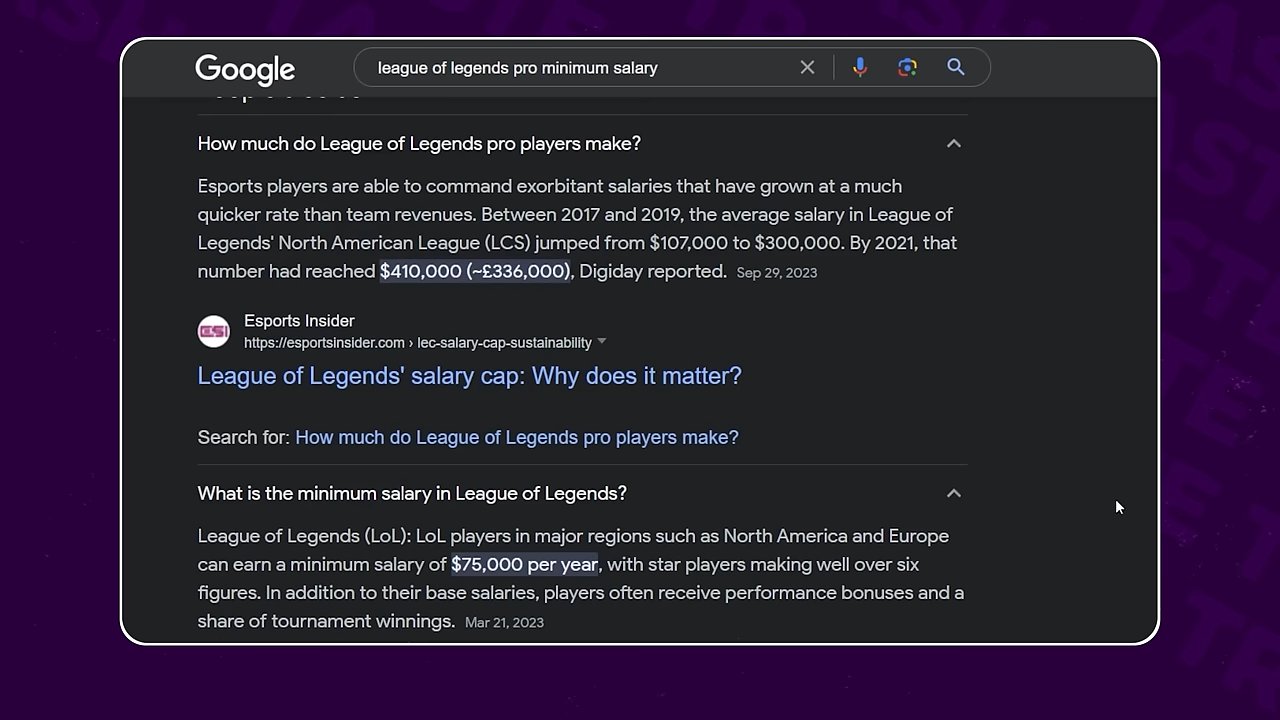 Google
league of legends pro minimum salary
How much do League of Legends pro players make?
Esports players are able to command exorbitant salaries that have grown at a much
quicker rate than team revenues. Between 2017 and 2019, the average salary in League of
Legends' North American League (LCS) jumped from $107,000 to $300,000. By 2021, that
number had reached $410,000 (~£336,000), Digiday reported. Sep 29, 2023
Esports Insider
https://esportsinsider.com › lec-salary-cap-sustainability
League of Legends' salary cap: Why does it matter?
Search for: How much do League of Legends pro players make?
What is the minimum salary in League of Legends?
League of Legends (LoL): LoL players in major regions such as North America and Europe
can earn a minimum salary of $75,000 per year, with star players making well over six
figures. In addition to their base salaries, players often receive performance bonuses and a
share of tournament winnings. Mar 21, 2023